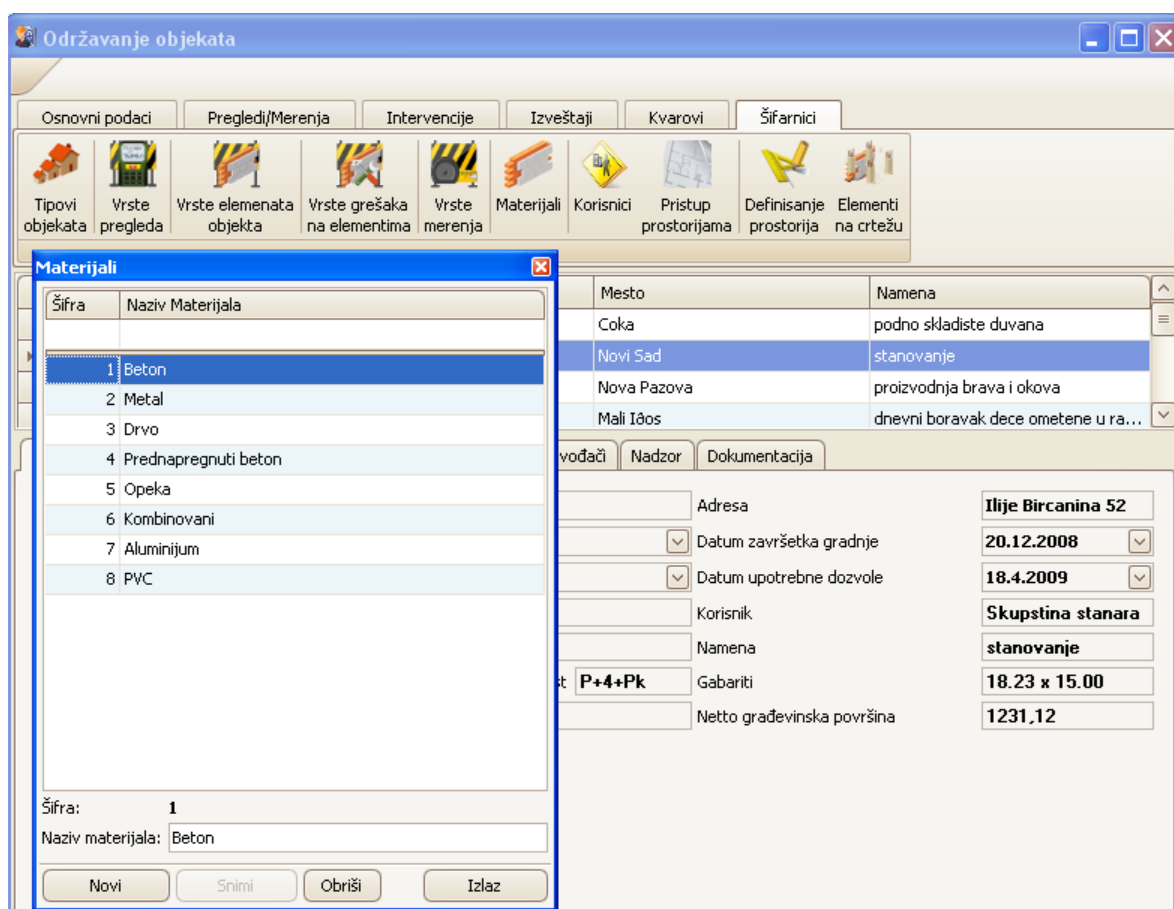 Održavanje objekata
Osnovni podaci Pregledi/Merenja Intervencije Izveštaji Kvarovi Šifarnici
Tipovi objekata
Vrste pregleda
Vrste elemenata objekta
Vrste grešaka na elementima
Vrste merenja
Materijali
Korisnici
Pristup prostorijama
Definisanje prostorija
Elementi na crtežu
Materijali
Šifra Naziv Materijala
1 Beton
2 Metal
3 Drvo
4 Prednapregnuti beton
5 Opeka
6 Kombinovani
7 Aluminijum
8 PVC
Šifra: 1
Naziv materijala: Beton
Novi Snimi Obriši Izlaz
Mesto Namena
Coka podno skladiste duvana
Novi Sad stanovanje
Nova Pazova proizvodnja brava i okova
Mali Iđos dnevni boravak dece ometene u ra...
vođači Nadzor Dokumentacija
Adresa Ilije Bircanina 52
Datum završetka gradnje 20.12.2008
Datum upotrebne dozvole 18.4.2009
Korisnik Skupstina stanara
Namena stanovanje
st P+4+Pk Gabariti 18.23 x 15.00
Netto građevinska površina 1231,12